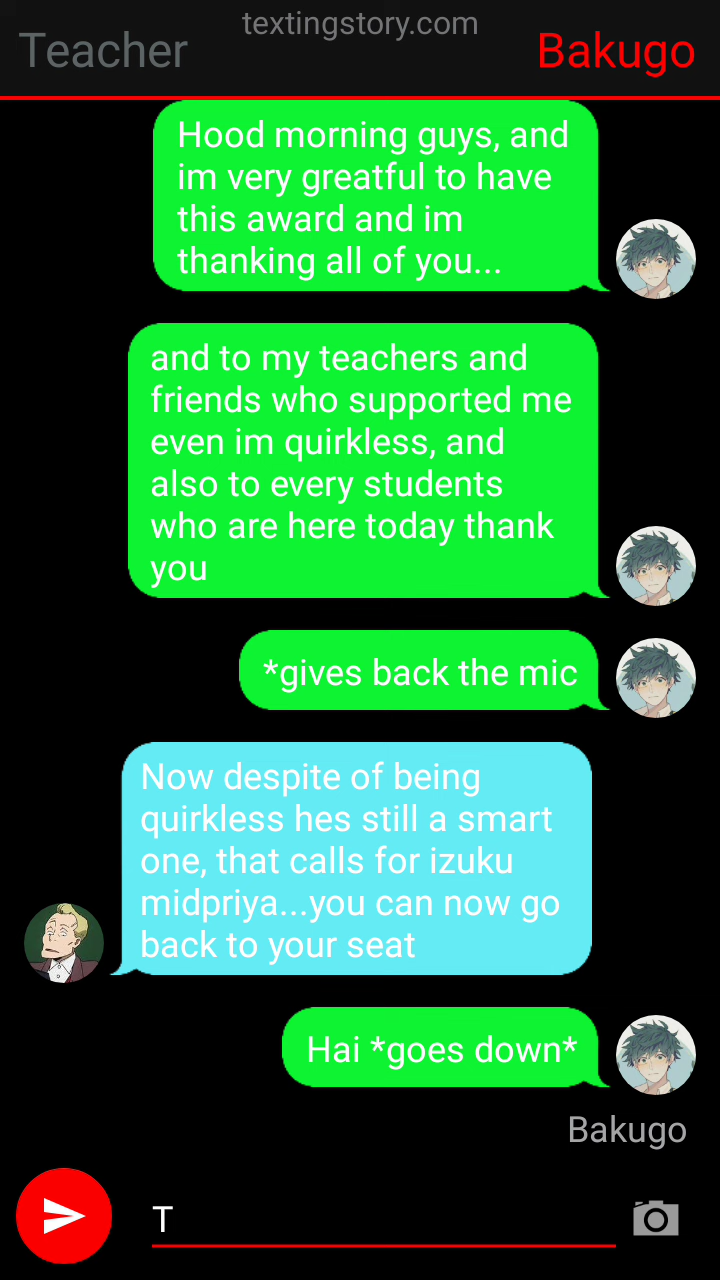 textingstory.com
Teacher
Bakugo
Hood morning guys, and
im very greatful to have
this award and im
thanking all of you...
and to my teachers and
friends who supported me
even im quirkless, and
also to every students
who are here today thank
you
*gives back the mic
Now despite of being
quirkless hes still a smart
one, that calls for izuku
midpriya...you can now go
back to your seat
Hai *goes down*
Bakugo
T